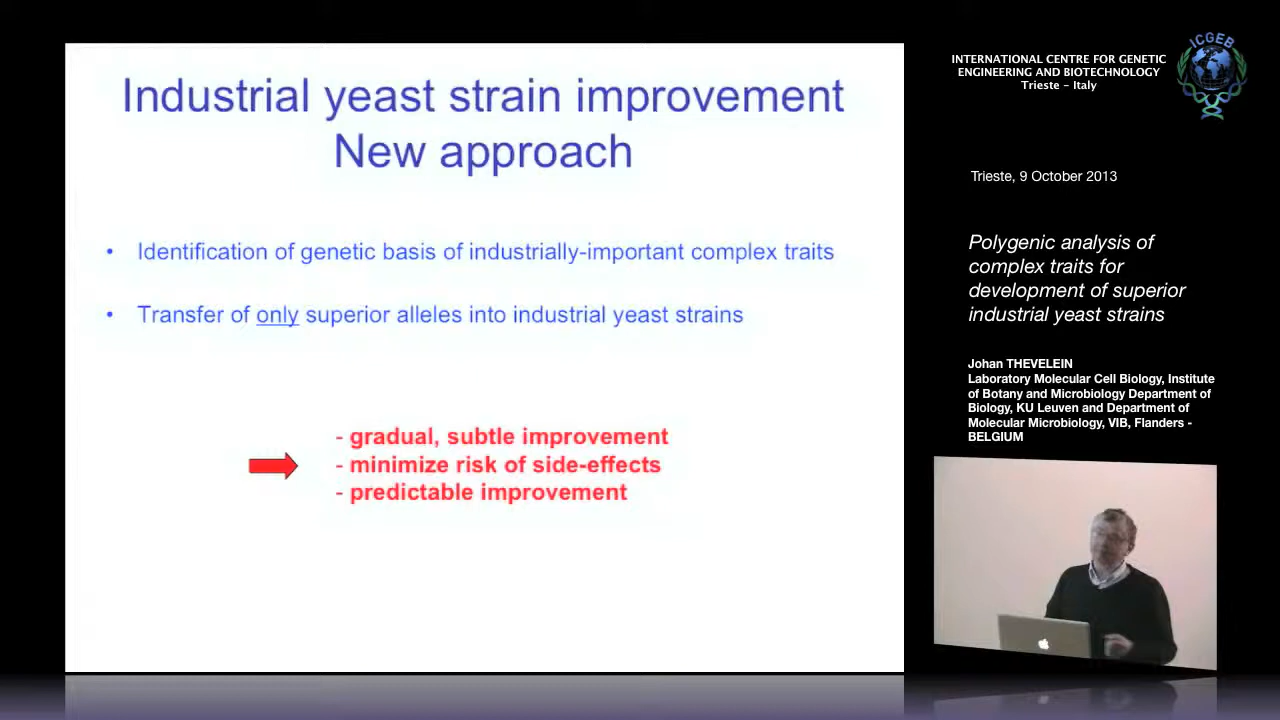 Industrial yeast strain improvement
New approach
• Identification of genetic basis of industrially-important complex traits
• Transfer of only superior alleles into industrial yeast strains
- gradual, subtle improvement
- minimize risk of side-effects
- predictable improvement
INTERNATIONAL CENTRE FOR GENETIC
ENGINEERING AND BIOTECHNOLOGY
Trieste - Italy
ICGEB
Trieste, 9 October 2013
Polygenic analysis of
complex traits for
development of superior
industrial yeast strains
Johan THEVELEIN
Laboratory Molecular Cell Biology, Institute
of Botany and Microbiology Department of
Biology, KU Leuven and Department of
Molecular Microbiology, VIB, Flanders -
BELGIUM